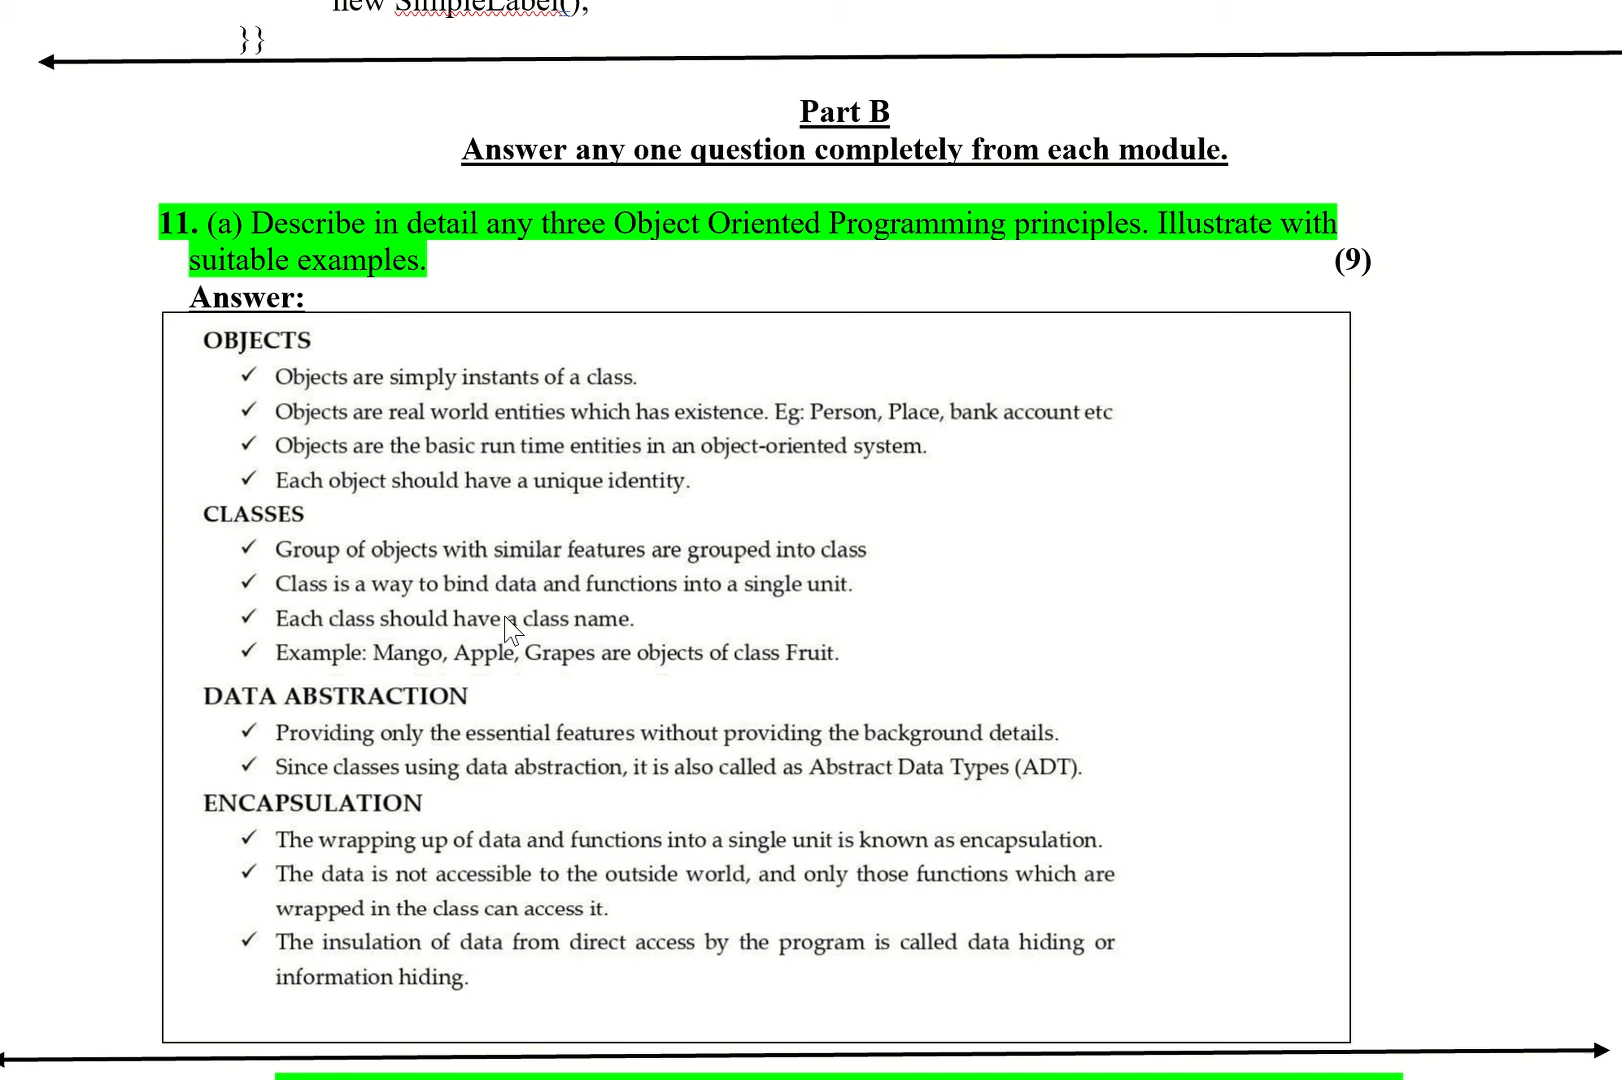 new SimpleLabel();
}}
Part B
Answer any one question completely from each module.
11. (a) Describe in detail any three Object Oriented Programming principles. Illustrate with
suitable examples. (9)
Answer:
OBJECTS
✓ Objects are simply instants of a class.
✓ Objects are real world entities which has existence. Eg: Person, Place, bank account etc
✓ Objects are the basic run time entities in an object-oriented system.
✓ Each object should have a unique identity.
CLASSES
✓ Group of objects with similar features are grouped into class
✓ Class is a way to bind data and functions into a single unit.
✓ Each class should have a class name.
✓ Example: Mango, Apple, Grapes are objects of class Fruit.
DATA ABSTRACTION
✓ Providing only the essential features without providing the background details.
✓ Since classes using data abstraction, it is also called as Abstract Data Types (ADT).
ENCAPSULATION
✓ The wrapping up of data and functions into a single unit is known as encapsulation.
✓ The data is not accessible to the outside world, and only those functions which are
wrapped in the class can access it.
✓ The insulation of data from direct access by the program is called data hiding or
information hiding.